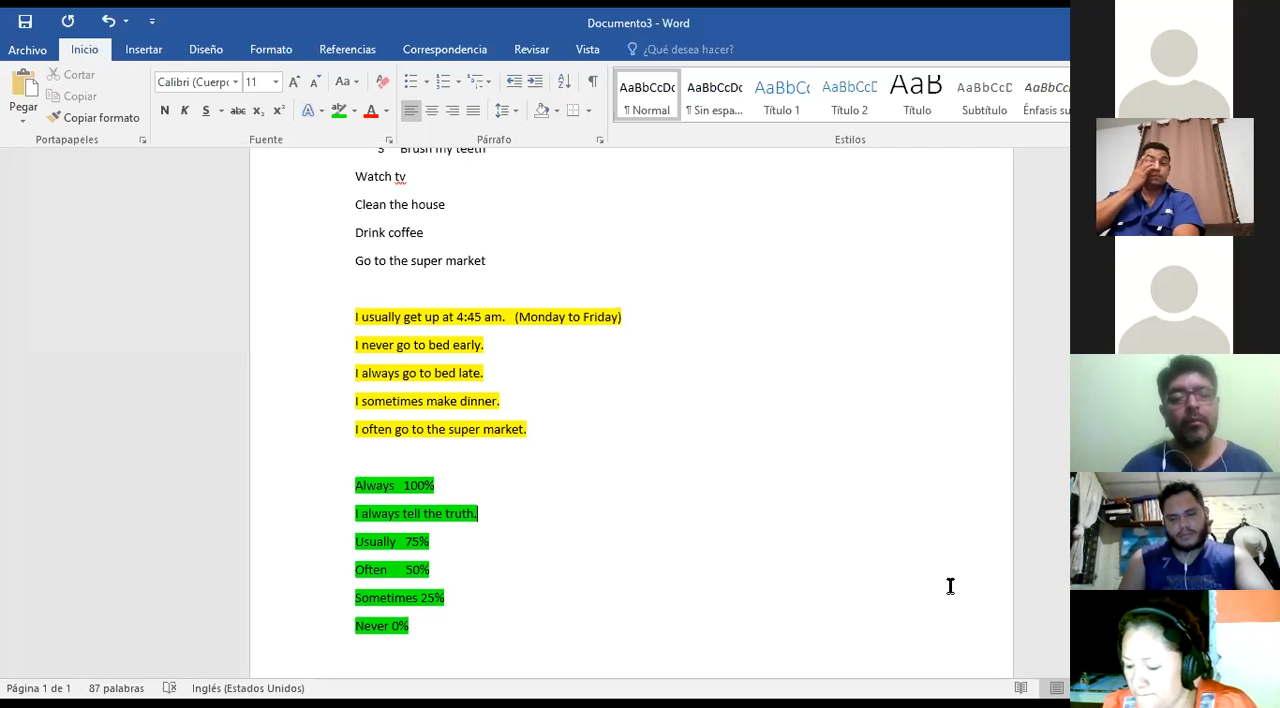 Documento3 - Word
Archivo Inicio Insertar Diseño Formato Referencias Correspondencia Revisar Vista ¿Qué desea hacer?
Pegar
Cortar
Copiar
Copiar formato
Portapapeles
Calibri (Cuerpo 11
Aa
N K S abc x₂ x²
Fuente
Párrafo
AaBbCcDc AaBbCcDc AaBbCc AaBbCcD AaB AaBbCcD AaBbCcD
¶ Normal ¶ Sin espa... Título 1 Título 2 Título Subtítulo Énfasis su
Estilos
3 Brush my teeth
Watch tv
Clean the house
Drink coffee
Go to the super market
I usually get up at 4:45 am. (Monday to Friday)
I never go to bed early.
I always go to bed late.
I sometimes make dinner.
I often go to the super market.
Always 100%
I always tell the truth.
Usually 75%
Often 50%
Sometimes 25%
Never 0%
Página 1 de 1 87 palabras Inglés (Estados Unidos)